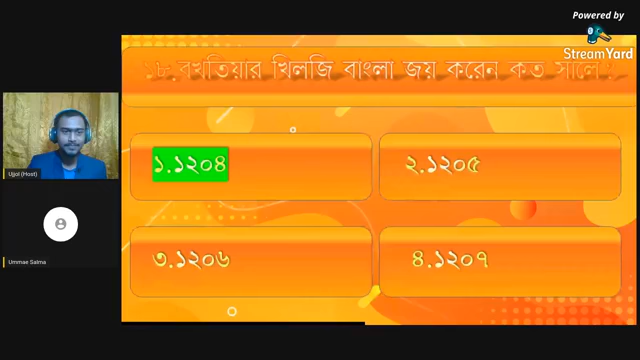 Powered by
StreamYard
১৮.বখতিয়ার খিলজি বাংলা জয় করেন কত সালে?
১.১২০৪
২.১২০৫
৩.১২০৬
৪.১২০৭
Ujjol (Host)
Ummae Salma